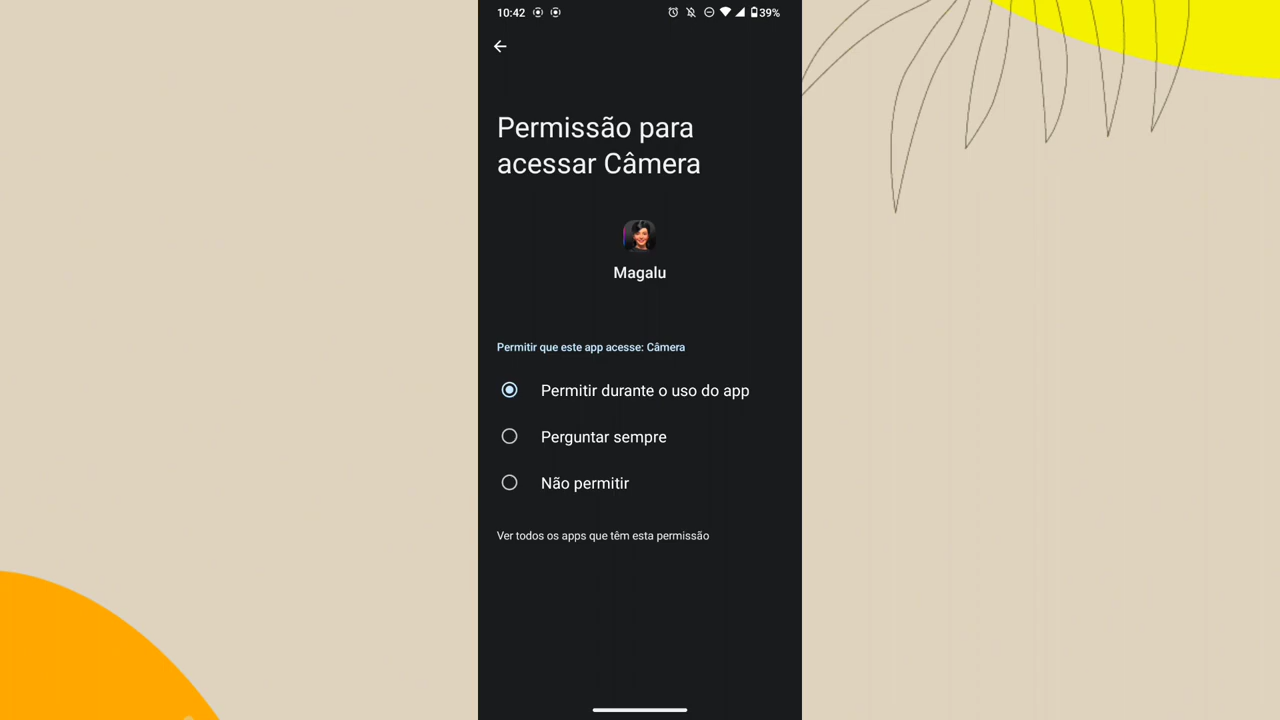 10:42
39%
Permissão para
acessar Câmera
Magalu
Permitir que este app acesse: Câmera
Permitir durante o uso do app
Perguntar sempre
Não permitir
Ver todos os apps que têm esta permissão